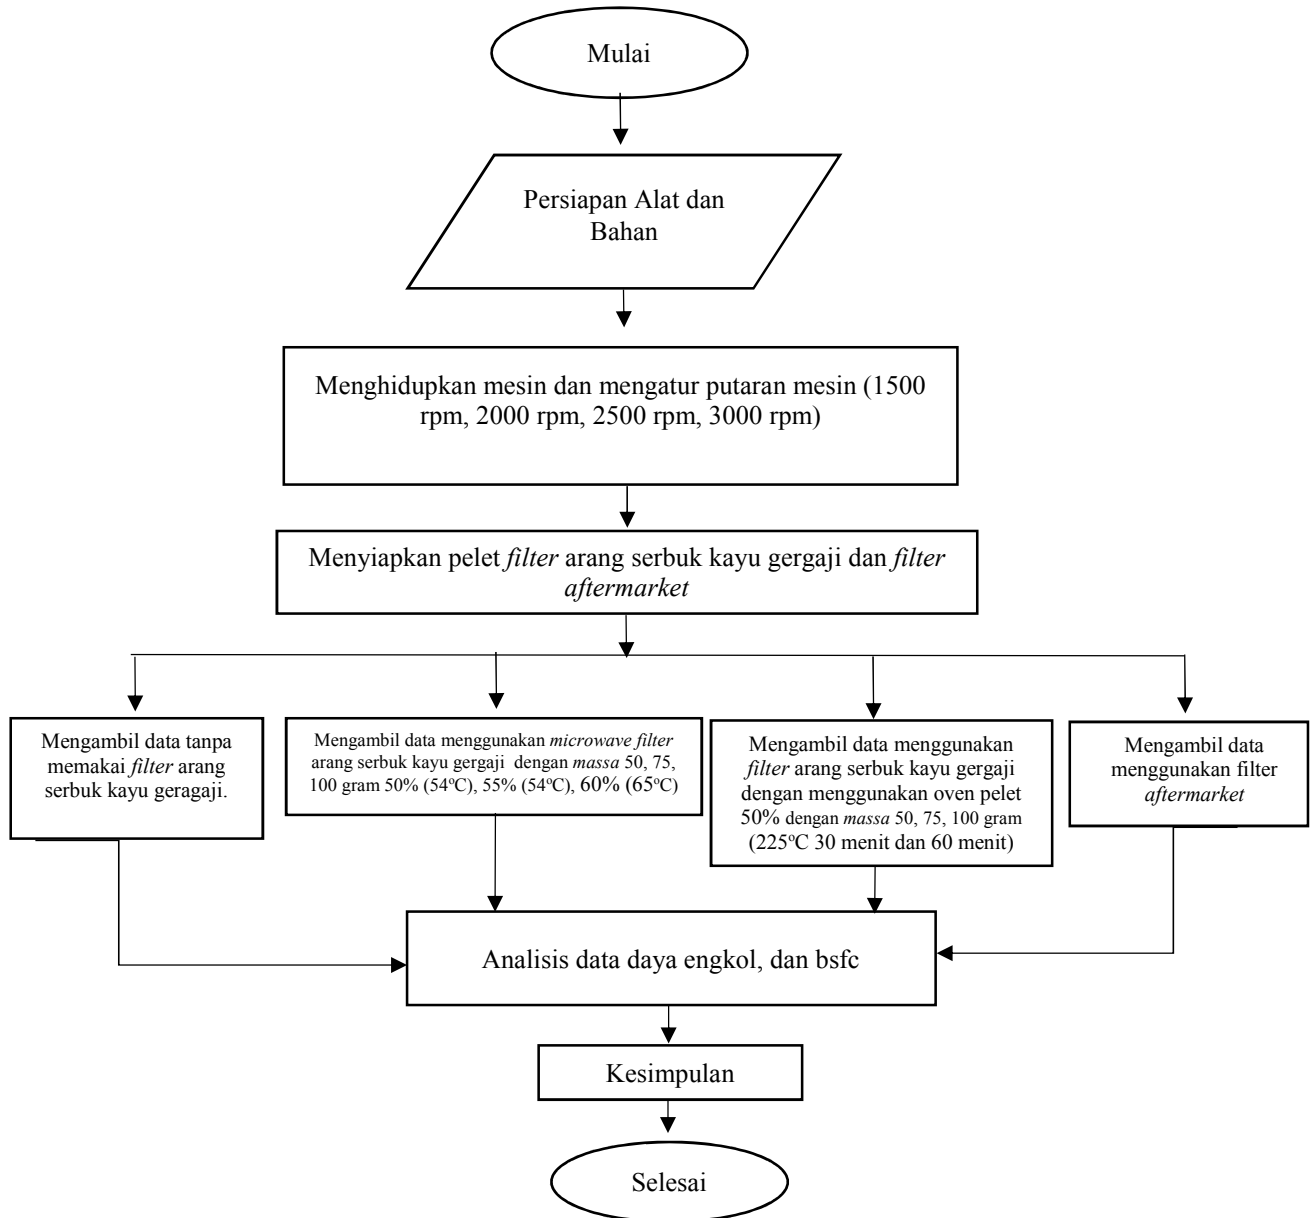 Mulai
Persiapan Alat dan
Bahan
Menghidupkan mesin dan mengatur putaran mesin (1500
rpm, 2000 rpm, 2500 rpm, 3000 rpm)
Menyiapkan pelet filter arang serbuk kayu gergaji dan filter
aftermarket
Mengambil data tanpa
memakai filter arang
serbuk kayu geragaji.
Mengambil data menggunakan microwave filter
arang serbuk kayu gergaji dengan massa 50, 75,
100 gram 50% (54°C), 55% (54°C), 60% (65°C)
Mengambil data menggunakan
filter arang serbuk kayu gergaji
dengan menggunakan oven pelet
50% dengan massa 50, 75, 100 gram
(225°C 30 menit dan 60 menit)
Mengambil data
menggunakan filter
aftermarket
Analisis data daya engkol, dan bsfc
Kesimpulan
Selesai